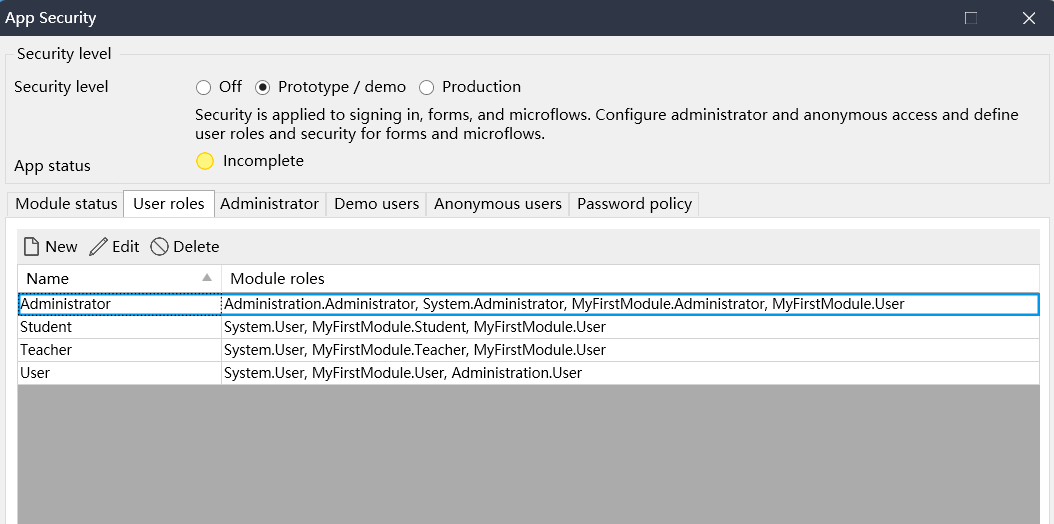 App Security
Security level
Security level Off Prototype / demo Production
Security is applied to signing in, forms, and microflows. Configure administrator and anonymous access and define
user roles and security for forms and microflows.
App status Incomplete
Module status User roles Administrator Demo users Anonymous users Password policy
New Edit Delete
Name Module roles
Administrator Administration.Administrator, System.Administrator, MyFirstModule.Administrator, MyFirstModule.User
Student System.User, MyFirstModule.Student, MyFirstModule.User
Teacher System.User, MyFirstModule.Teacher, MyFirstModule.User
User System.User, MyFirstModule.User, Administration.User